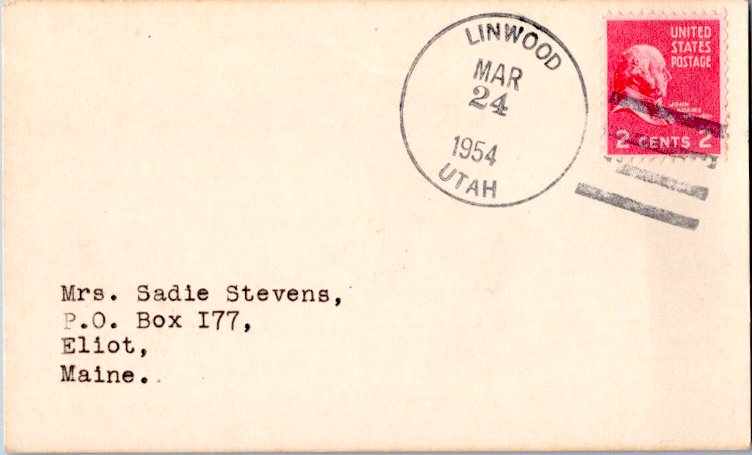 LINWOOD
MAR
24
1954
UTAH
UNITED
STATES
POSTAGE
JOHN
ADAMS
2 CENTS 2
Mrs. Sadie Stevens,
P.O. Box I77,
Eliot,
Maine.